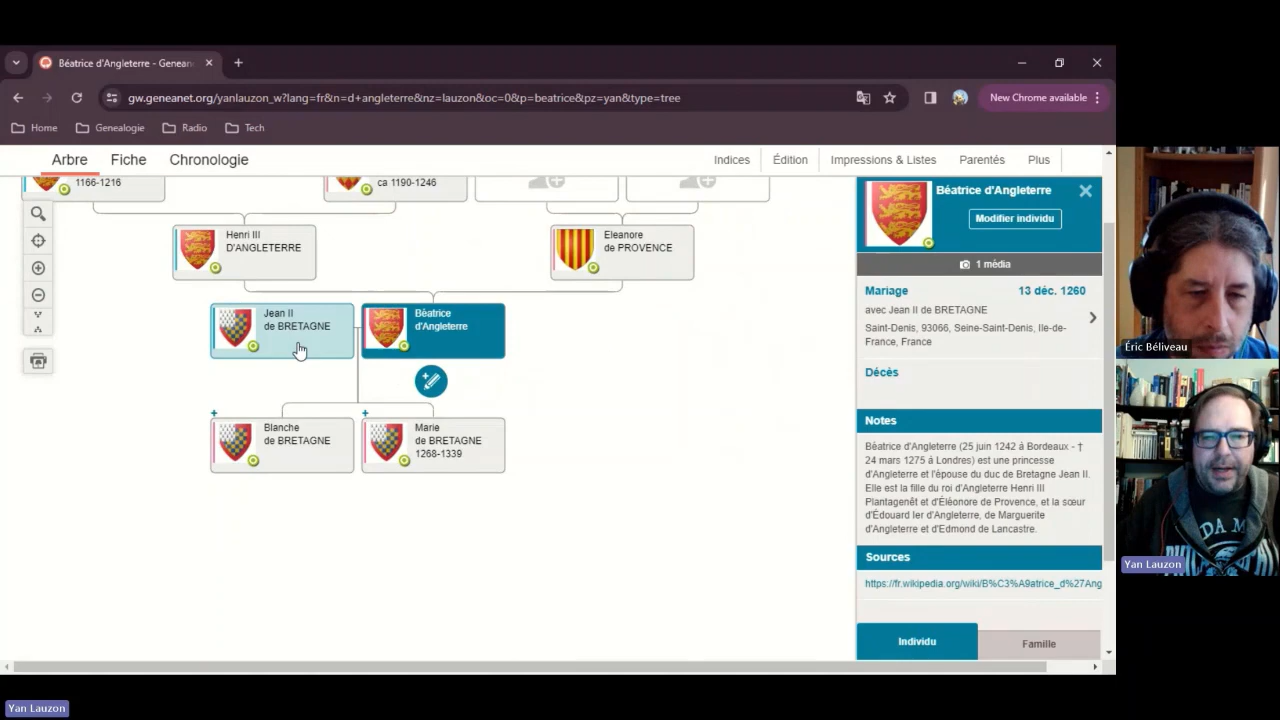 Béatrice d'Angleterre - Genean
gw.geneanet.org/yanlauzon_w?lang=fr&n=d+angleterre&nz=lauzon&oc=0&p=beatrice&pz=yan&type=tree
New Chrome available
Home
Genealogie
Radio
Tech
Arbre
Fiche
Chronologie
Indices
Édition
Impressions & Listes
Parentés
Plus
1166-1216
ca 1190-1246
Henri III
D'ANGLETERRE
Eleanore
de PROVENCE
Jean II
de BRETAGNE
Béatrice
d'Angleterre
Blanche
de BRETAGNE
Marie
de BRETAGNE
1268-1339
Béatrice d'Angleterre
Modifier individu
1 média
Mariage
13 déc. 1260
avec Jean II de BRETAGNE
Saint-Denis, 93066, Seine-Saint-Denis, Ile-de-
France, France
Décès
Notes
Béatrice d'Angleterre (25 juin 1242 à Bordeaux - †
24 mars 1275 à Londres) est une princesse
d'Angleterre et l'épouse du duc de Bretagne Jean II.
Elle est la fille du roi d'Angleterre Henri III
Plantagenêt et d'Éléonore de Provence, et la sœur
d'Édouard Ier d'Angleterre, de Marguerite
d'Angleterre et d'Edmond de Lancastre.
Sources
https://fr.wikipedia.org/wiki/B%C3%A9atrice_d%27Ang
Individu
Famille
Éric Béliveau
Yan Lauzon
Yan Lauzon